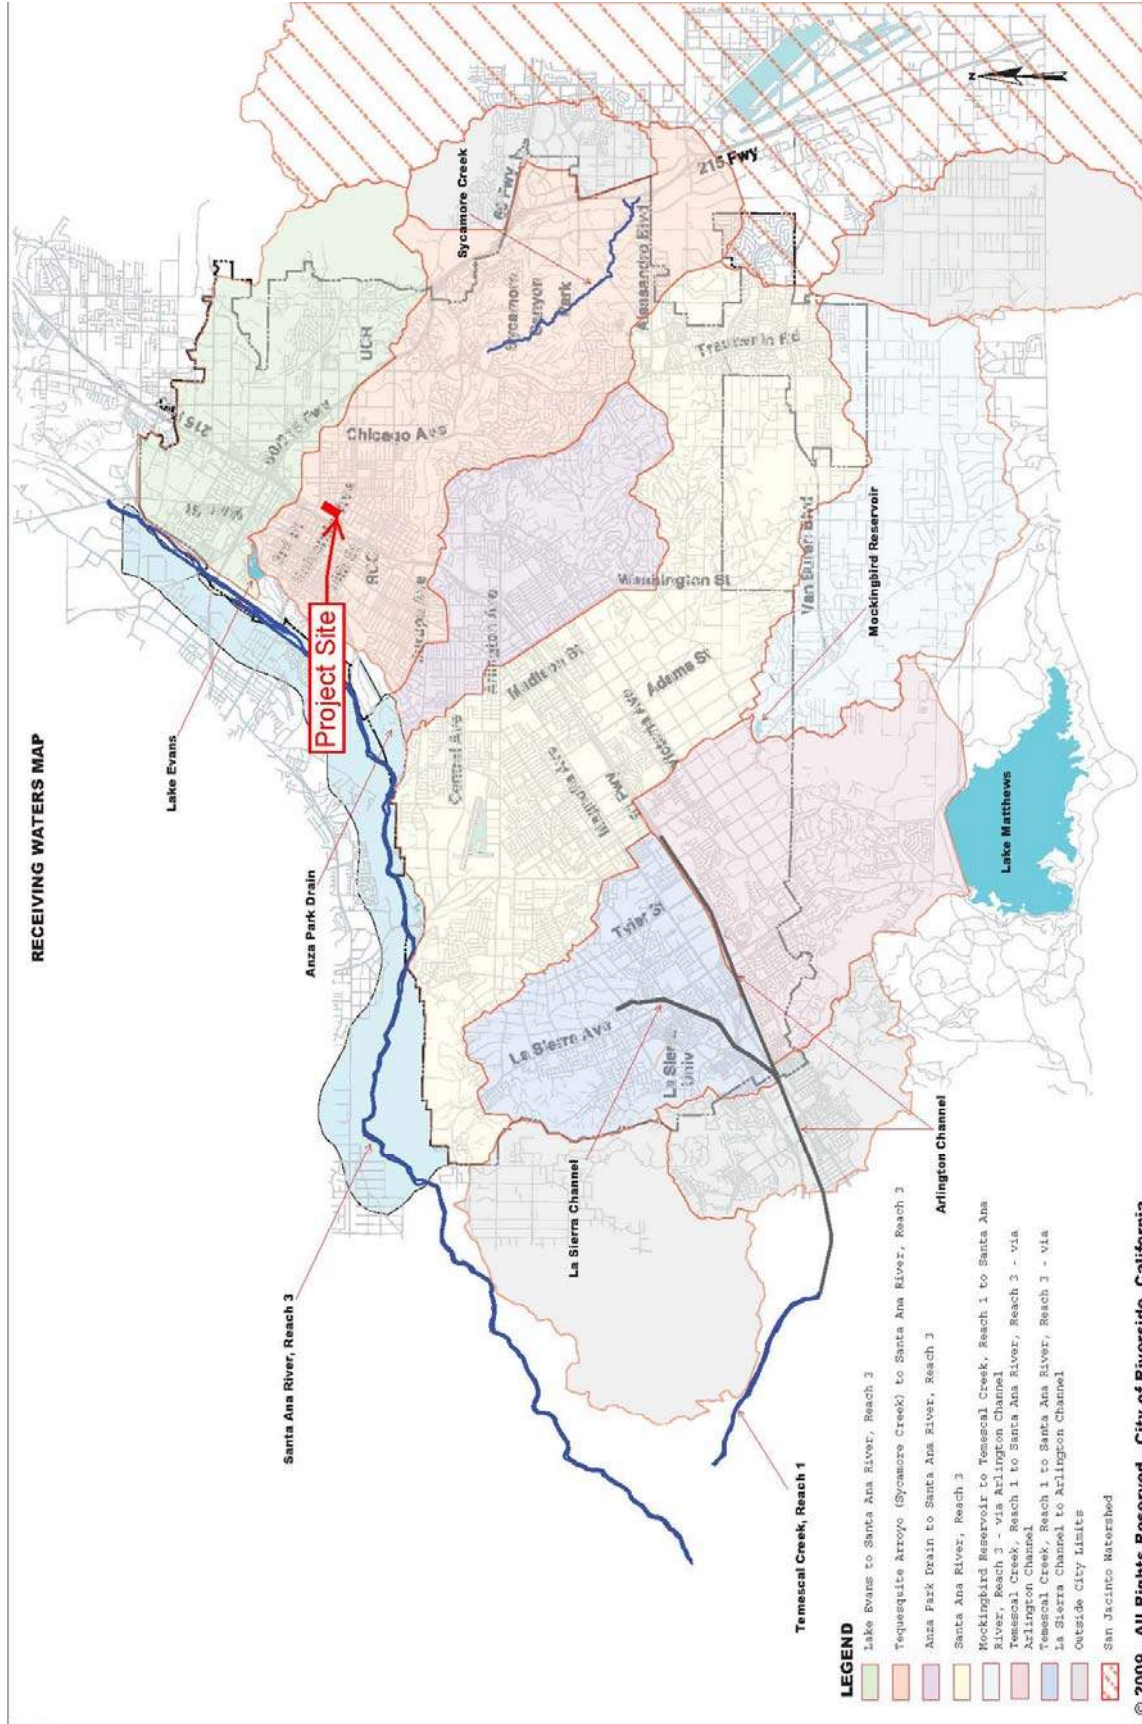 RECEIVING WATERS MAP
Lake Evans
Project Site
Anza Park Drain
Sycamore Creek
Santa Ana River, Reach 3
La Sierra Channel
Temescal Creek, Reach 1
Arlington Channel
Mockingbird Reservoir
Lake Matthews
N
215
60/215 Fwy
UCR
Chicago Ave
60 Fwy
Sycamore
Canyon
Park
Alessandro Blvd
215 Fwy
RCC
Arlington Ave
Central Ave
Madison St
Washington St
Adams St
Victoria Ave
Magnolia Ave
Van Buren Blvd
Trautwein Rd
Tyler St
La Sierra Ave
La Sierra
Univ
LEGEND
Lake Evans to Santa Ana River, Reach 3
Tequesquite Arroyo (Sycamore Creek) to Santa Ana River, Reach 3
Anza Park Drain to Santa Ana River, Reach 3
Santa Ana River, Reach 3
Mockingbird Reservoir to Temescal Creek, Reach 1 to Santa Ana
River, Reach 3 - via Arlington Channel
Temescal Creek, Reach 1 to Santa Ana River, Reach 3 - via
Arlington Channel
Temescal Creek, Reach 1 to Santa Ana River, Reach 3 - via
La Sierra Channel to Arlington Channel
Outside City Limits
San Jacinto Watershed
© 2009 All Rights Reserved City of Riverside, California